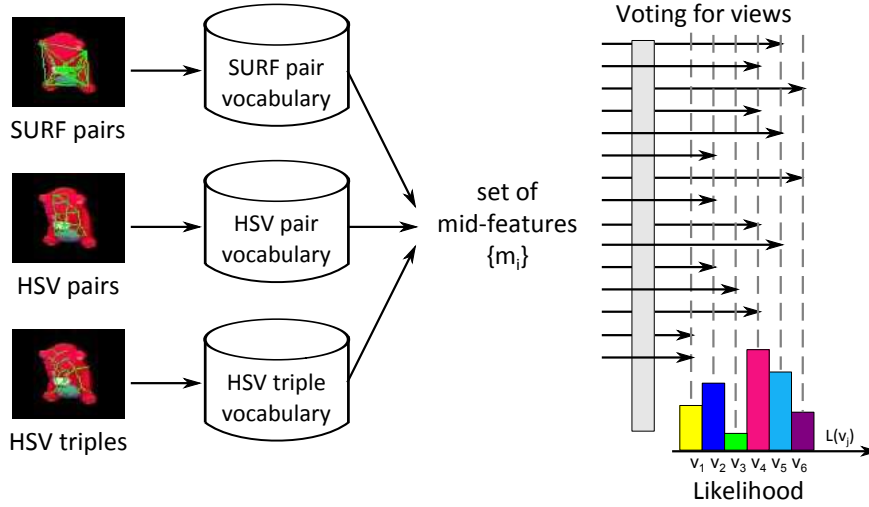 SURF pairs
SURF pair
vocabulary
HSV pairs
HSV pair
vocabulary
HSV triples
HSV triple
vocabulary
set of
mid-features
{mᵢ}
Voting for views
L(vⱼ)
v₁ v₂ v₃ v₄ v₅ v₆
Likelihood